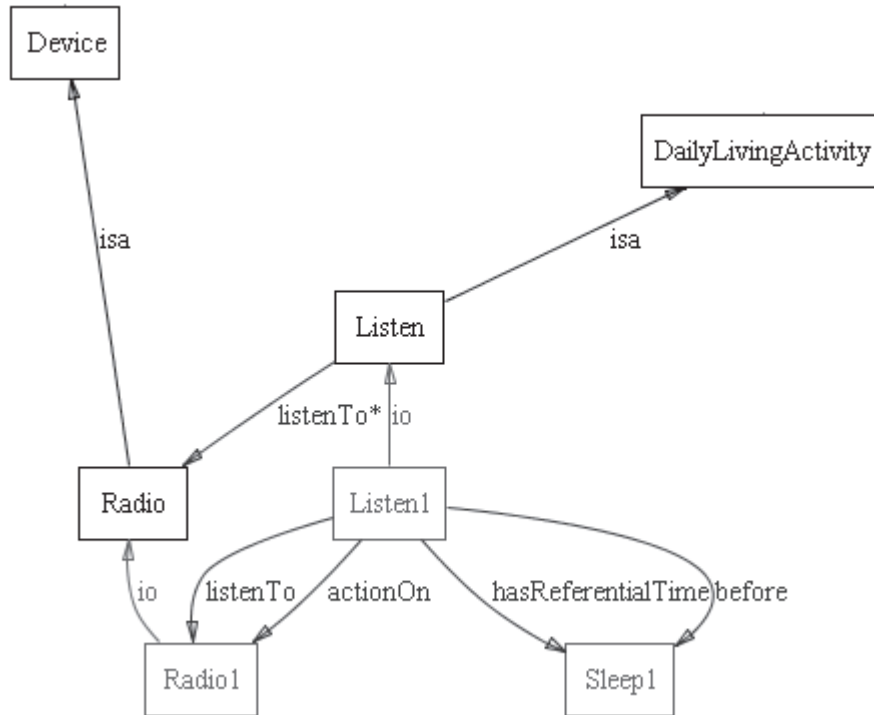 Device
DailyLivingActivity
isa
isa
Listen
listenTo* io
Radio
Listen1
io
listenTo
actionOn
hasReferentialTime
before
Radio1
Sleep1